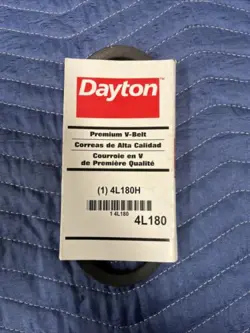 Dayton
Premium V-Belt
Correas de Alta Calidad
Courroie en V
de Première Qualité
(1) 4L180H
1 4L180
4L180